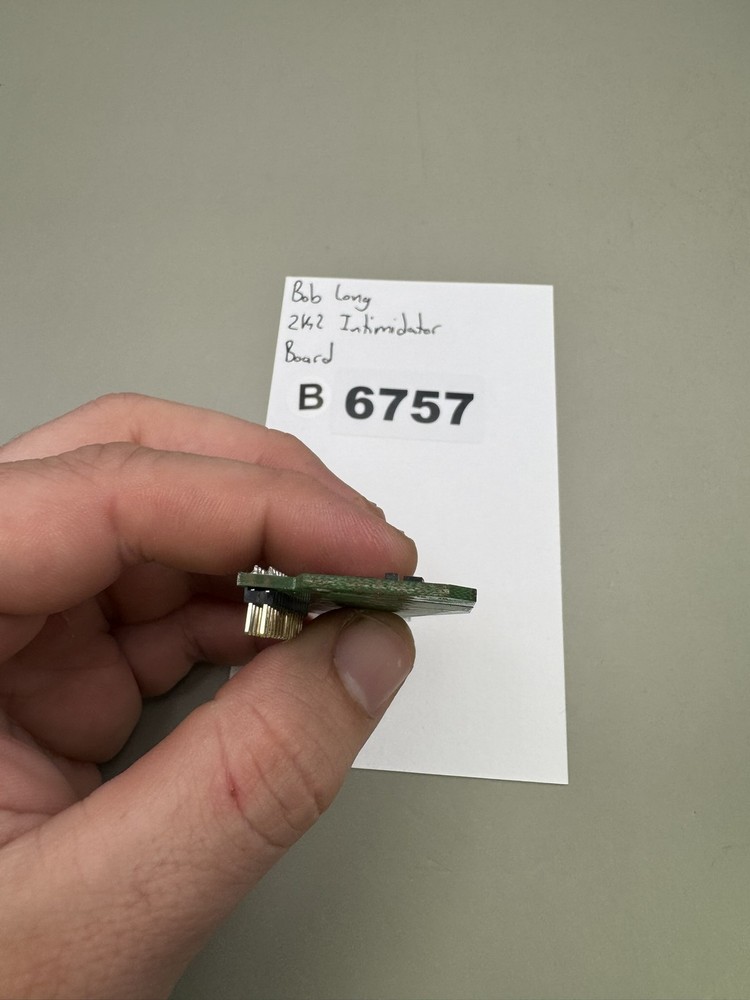 Bob Long
2K2 Intimidator
Board
B 6757